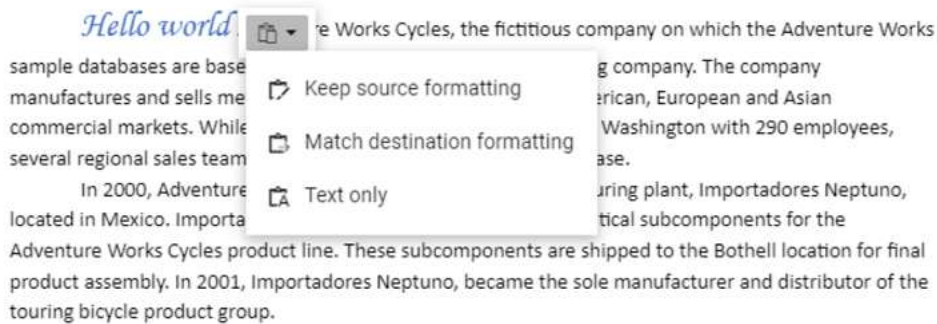 Hello world re Works Cycles, the fictitious company on which the Adventure Works
sample databases are base g company. The company
Keep source formatting
manufactures and sells me erican, European and Asian
commercial markets. While Washington with 290 employees,
Match destination formatting
several regional sales team ase.
In 2000, Adventure uring plant, Importadores Neptuno,
Text only
located in Mexico. Importa tical subcomponents for the
Adventure Works Cycles product line. These subcomponents are shipped to the Bothell location for final
product assembly. In 2001, Importadores Neptuno, became the sole manufacturer and distributor of the
touring bicycle product group.